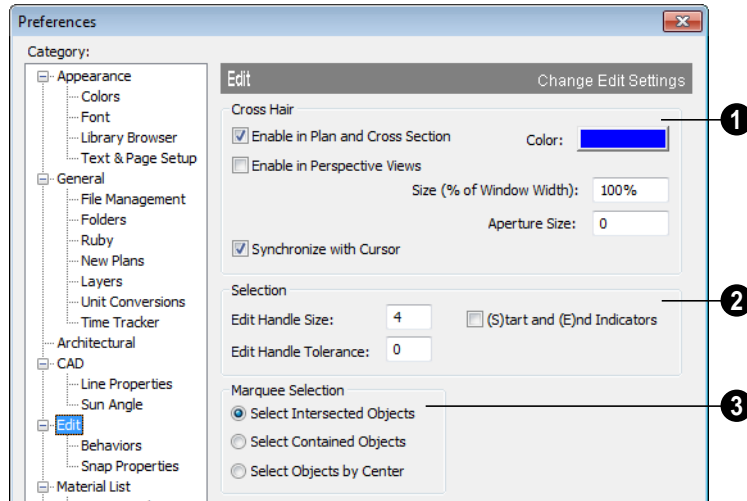 Preferences
Category:
Appearance
Colors
Font
Library Browser
Text & Page Setup
General
File Management
Folders
Ruby
New Plans
Layers
Unit Conversions
Time Tracker
Architectural
CAD
Line Properties
Sun Angle
Edit
Behaviors
Snap Properties
Material List
Edit Change Edit Settings
Cross Hair
Enable in Plan and Cross Section Color:
Enable in Perspective Views
Size (% of Window Width): 100%
Aperture Size: 0
Synchronize with Cursor
1
Selection
Edit Handle Size: 4 (S)tart and (E)nd Indicators
Edit Handle Tolerance: 0
2
Marquee Selection
Select Intersected Objects
Select Contained Objects
Select Objects by Center
3